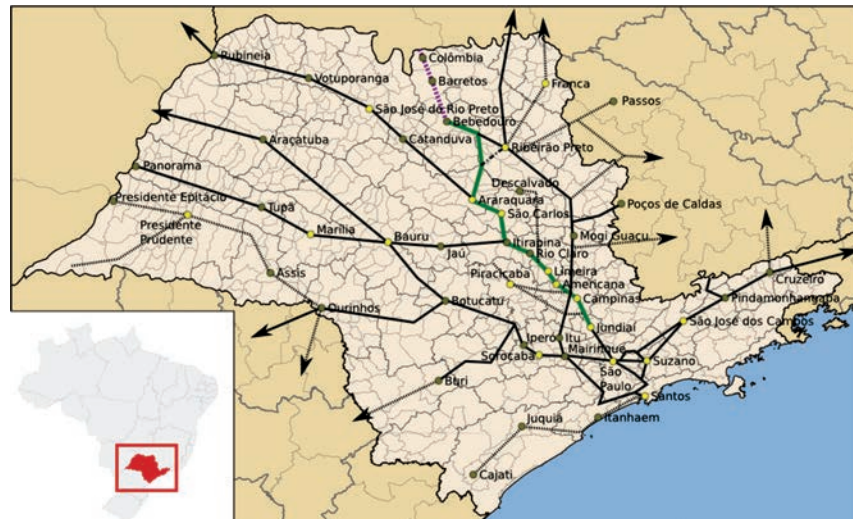 Colômbia
Rubineia
Votuporanga
Barretos
Franca
Passos
São José do Rio Preto
Bebedouro
Araçatuba
Catanduva
Ribeirão Preto
Panorama
Descalvado
Presidente Epitácio
Araraquara
Poços de Caldas
Tupã
São Carlos
Presidente
Prudente
Marília
Bauru
Mogi Guaçu
Jaú
Itirapina
Rio Claro
Assis
Limeira
Cruzeiro
Piracicaba
Americana
Botucatu
Campinas
Pindamonhangaba
Ourinhos
São José dos Campos
Jundiaí
Iperó
Itu
Mairinque
Sorocaba
Suzano
São
Paulo
Buri
Santos
Juquiá
Itanhaem
Cajati